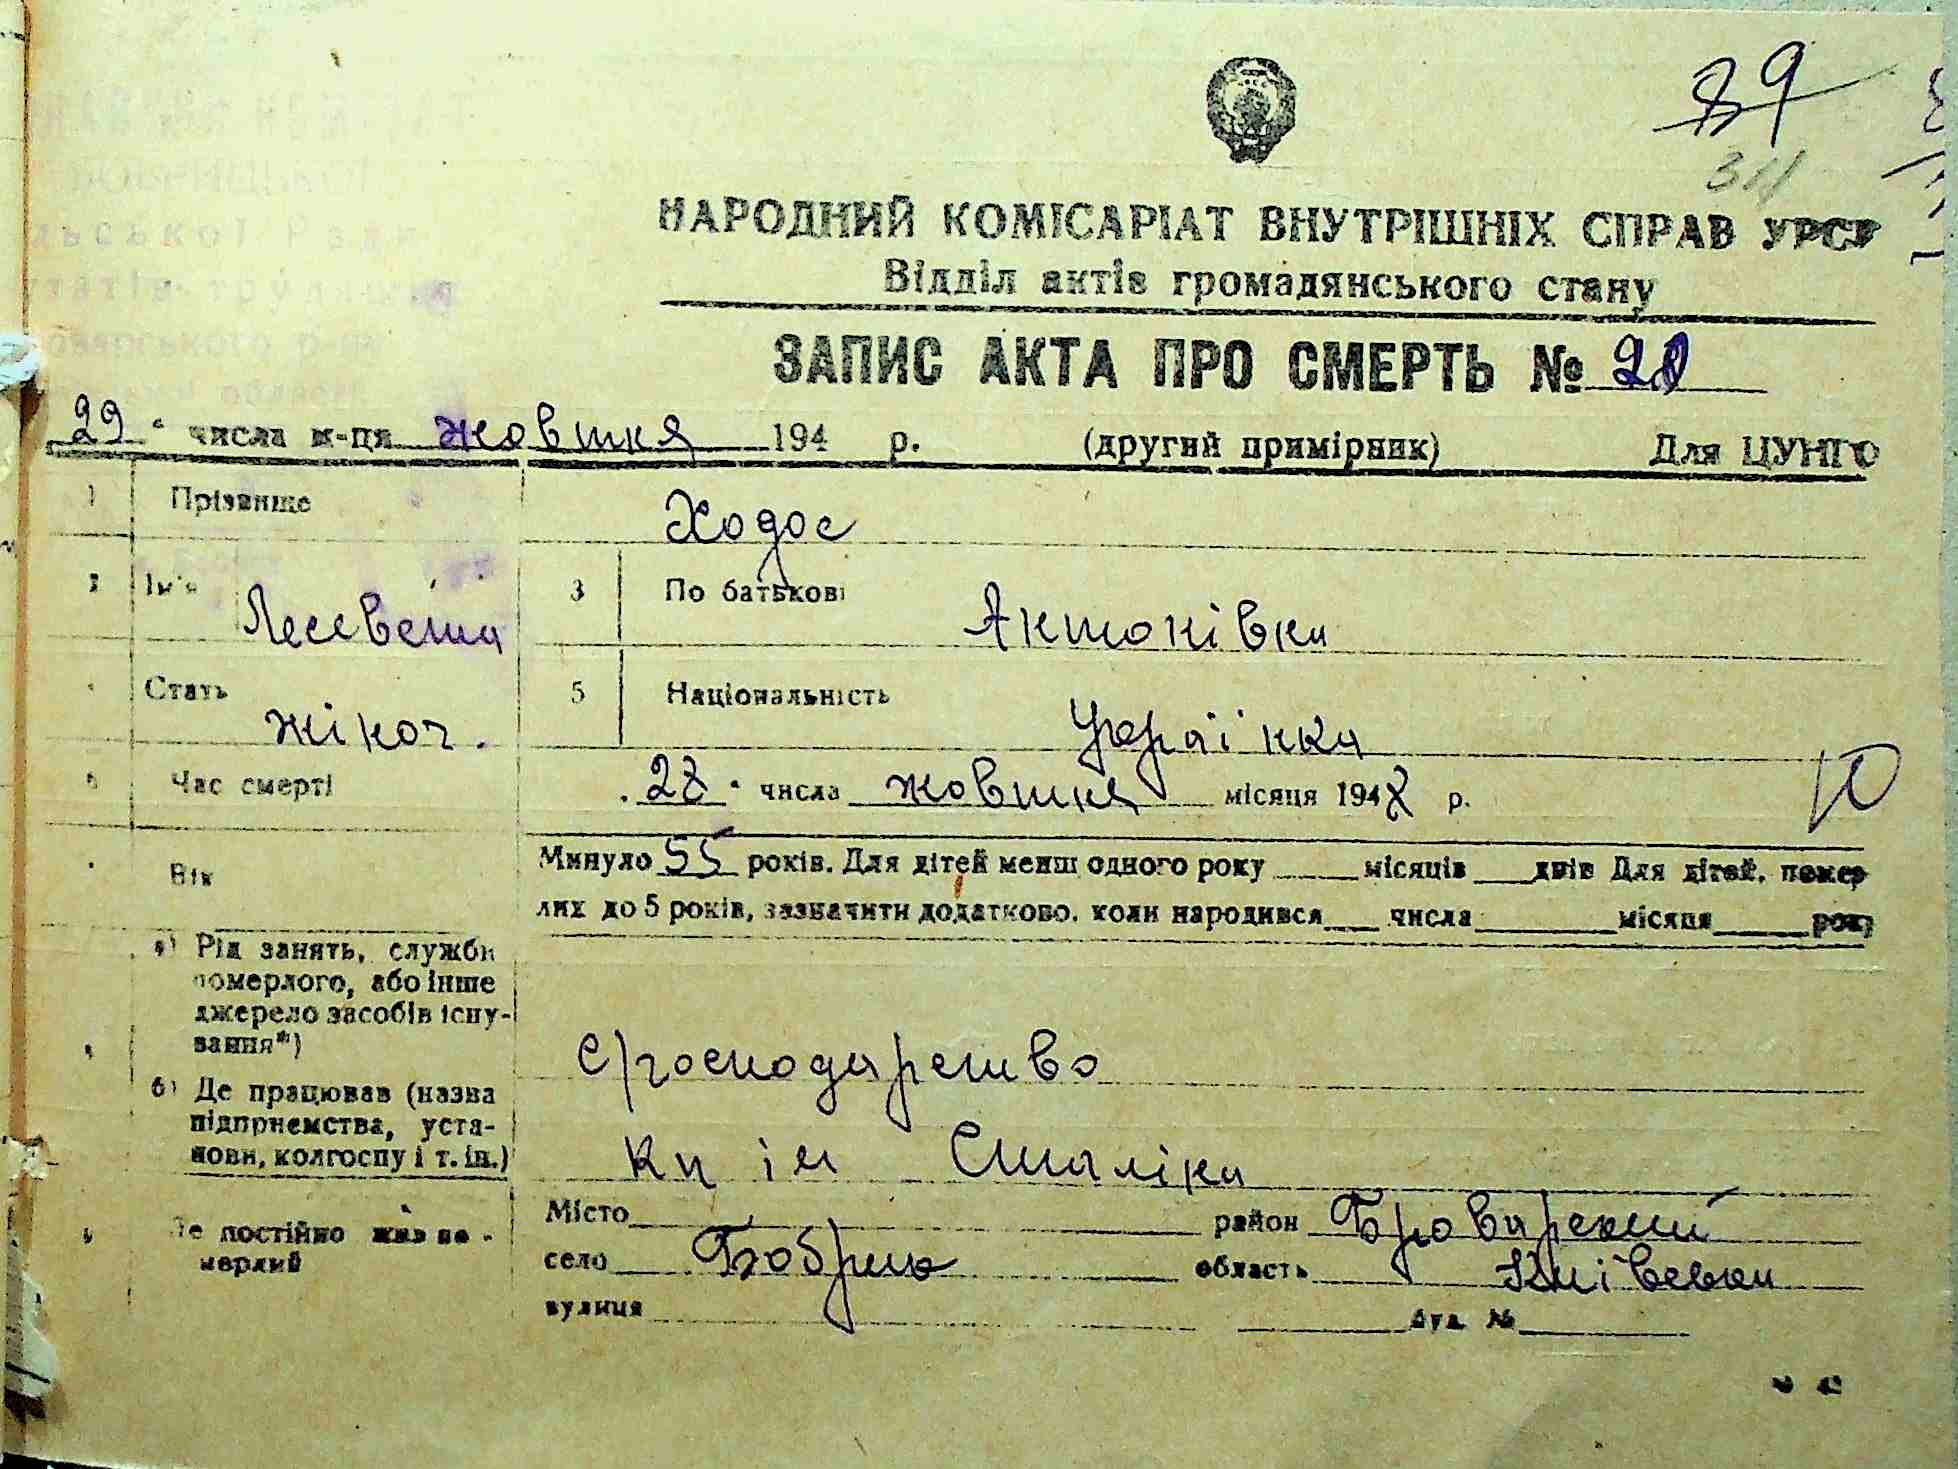 89
НАРОДНИЙ КОМІСАРІАТ ВНУТРІШНІХ СПРАВ УРСР
Відділ актів громадянського стану
ЗАПИС АКТА ПРО СМЕРТЬ №
29 " числа м-ця жовтня 194 р. (другий примірник) Для ЦУНГО
1 Прізвище Ходос
2 Ім'я Лесевета 3 По батькові Антонівна
Стать жіноч. 5 Національність Українка
6 Час смерті 28 " числа жовтня місяця 194 р.
10
Вік Минуло 55 років. Для дітей менш одного року місяців днів Для дітей, помер
лих до 5 років, зазначити додатково, коли народився числа місяця року
а) Рід занять, служби
померлого, або інше
джерело засобів існу-
вання*)
С/господарство
б) Де працював (назва
підприємства, уста-
нови, колгоспу і т. ін.)
Кп ім Сталіна
Де постійно жив по-
мерлий
Місто район Броварський
село Бобрик область Київська
вулиця буд. №